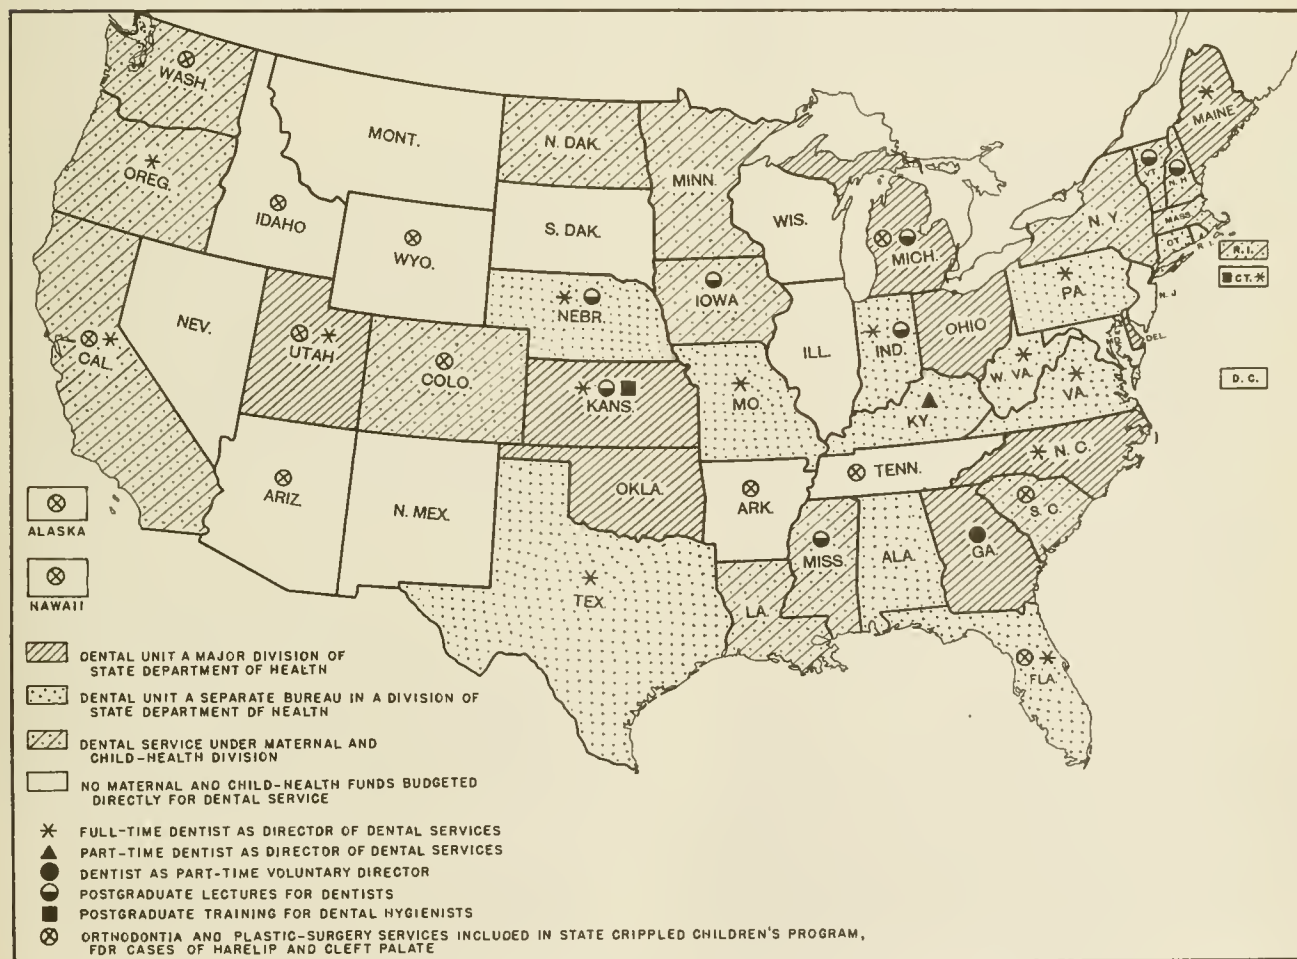 WASH.
MONT.
N. DAK.
MINN.
MAINE
OREG.
IDAHO
WYO.
S. DAK.
WIS.
MICH.
VT.
N.H.
N. Y.
MASS.
CT.
R. I.
R. I.
CT.
NEV.
UTAH
COLO.
NEBR.
IOWA
ILL.
IND.
OHIO
PA.
N. J
MD.
DEL.
D. C.
CAL.
KANS.
MO.
KY.
W. VA.
VA.
ARIZ.
N. MEX.
OKLA.
ARK.
TENN.
N. C.
S. C.
TEX.
LA.
MISS.
ALA.
GA.
FLA.
ALASKA
NAWAII
DENTAL UNIT A MAJOR DIVISION OF
STATE DEPARTMENT OF HEALTH
DENTAL UNIT A SEPARATE BUREAU IN A DIVISION OF
STATE DEPARTMENT OF HEALTH
DENTAL SERVICE UNDER MATERNAL AND
CHILD-HEALTH DIVISION
NO MATERNAL AND CHILD-HEALTH FUNDS BUDGETED
DIRECTLY FOR DENTAL SERVICE
FULL-TIME DENTIST AS DIRECTOR OF DENTAL SERVICES
PART-TIME DENTIST AS DIRECTOR OF DENTAL SERVICES
DENTIST AS PART-TIME VOLUNTARY DIRECTOR
POSTGRADUATE LECTURES FOR DENTISTS
POSTGRADUATE TRAINING FOR DENTAL HYGIENISTS
ORTHODONTIA AND PLASTIC-SURGERY SERVICES INCLUDED IN STATE CRIPPLED CHILDREN'S PROGRAM,
FOR CASES OF HARELIP AND CLEFT PALATE